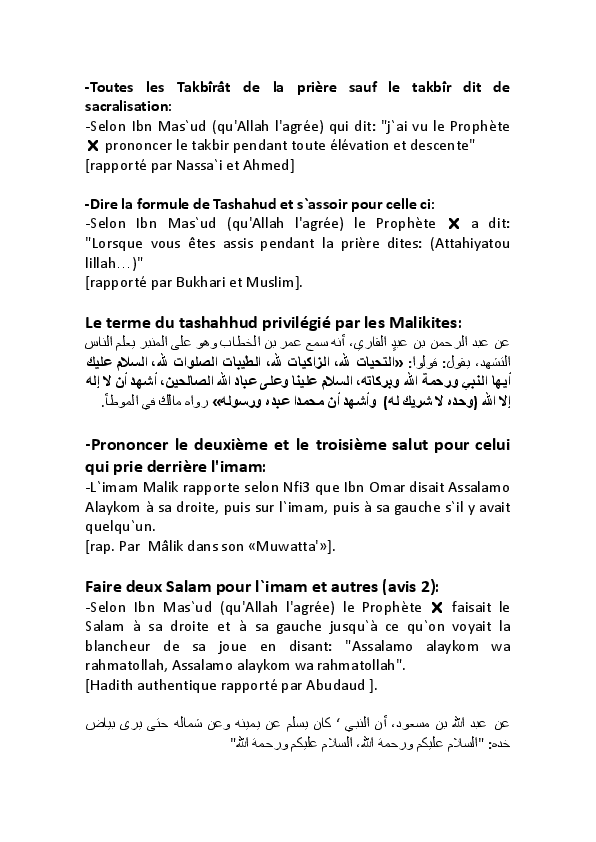 -Toutes les Takbîrât de la prière sauf le takbîr dit de
sacralisation:
-Selon Ibn Mas`ud (qu'Allah l'agrée) qui dit: "j`ai vu le Prophète
✕ prononcer le takbir pendant toute élévation et descente"
[rapporté par Nassa`i et Ahmed]
-Dire la formule de Tashahud et s`assoir pour celle ci:
-Selon Ibn Mas`ud (qu'Allah l'agrée) le Prophète ✕ a dit:
"Lorsque vous êtes assis pendant la prière dites: (Attahiyatou
lillah…)"
[rapporté par Bukhari et Muslim].
Le terme du tashahhud privilégié par les Malikites:
عن عبد الرحمن بن عبدٍ القاري، أنه سمع عمر بن الخطاب وهو على المنبر يعلم الناس
التشهد، يقول: قولوا: «التحيات لله، الزاكيات لله، الطيبات الصلوات لله، السلام عليك
أيها النبي ورحمة الله وبركاته، السلام علينا وعلى عباد الله الصالحين، أشهد أن لا إله
إلا الله (وحده لا شريك له) وأشهد أن محمدا عبده ورسوله» رواه مالك في الموطأ.
-Prononcer le deuxième et le troisième salut pour celui
qui prie derrière l'imam:
-L`imam Malik rapporte selon Nfi3 que Ibn Omar disait Assalamo
Alaykom à sa droite, puis sur l`imam, puis à sa gauche s`il y avait
quelqu`un.
[rap. Par Mâlik dans son «Muwatta'»].
Faire deux Salam pour l`imam et autres (avis 2):
-Selon Ibn Mas`ud (qu'Allah l'agrée) le Prophète ✕ faisait le
Salam à sa droite et à sa gauche jusqu`à ce qu`on voyait la
blancheur de sa joue en disant: "Assalamo alaykom wa
rahmatollah, Assalamo alaykom wa rahmatollah".
[Hadith authentique rapporté par Abudaud ].
عن عبد الله بن مسعود، أن النبي ‘ كان يسلم عن يمينه وعن شماله حتى يرى بياض
خده: "السلام عليكم ورحمة الله، السلام عليكم ورحمة الله"